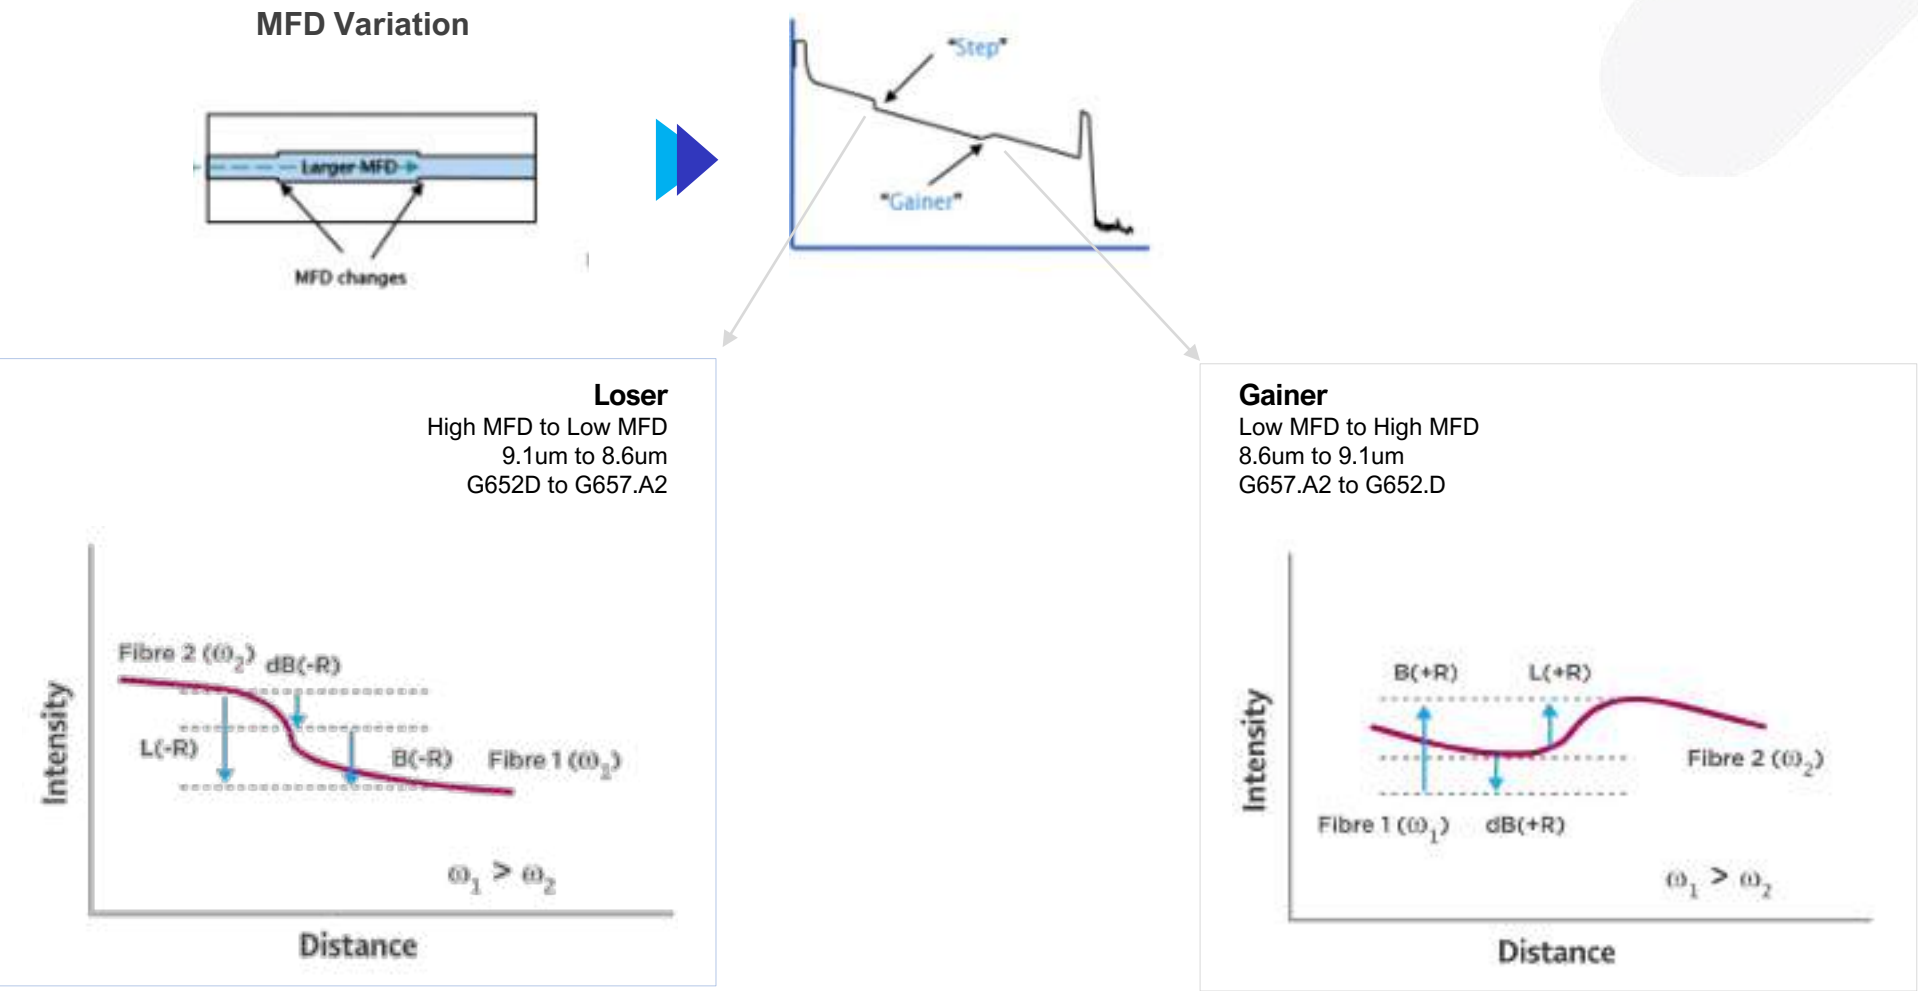 MFD Variation
"Step"
Larger MFD
"Gainer"
MFD changes
Loser
High MFD to Low MFD
9.1um to 8.6um
G652D to G657.A2
Gainer
Low MFD to High MFD
8.6um to 9.1um
G657.A2 to G652.D
Fibre 2 (ω₂)
dB(-R)
L(-R)
B(-R)
Fibre 1 (ω₂)
ω₁ > ω₂
Intensity
Distance
B(+R)
L(+R)
Fibre 2 (ω₂)
Fibre 1 (ω₁)
dB(+R)
ω₁ > ω₂
Intensity
Distance